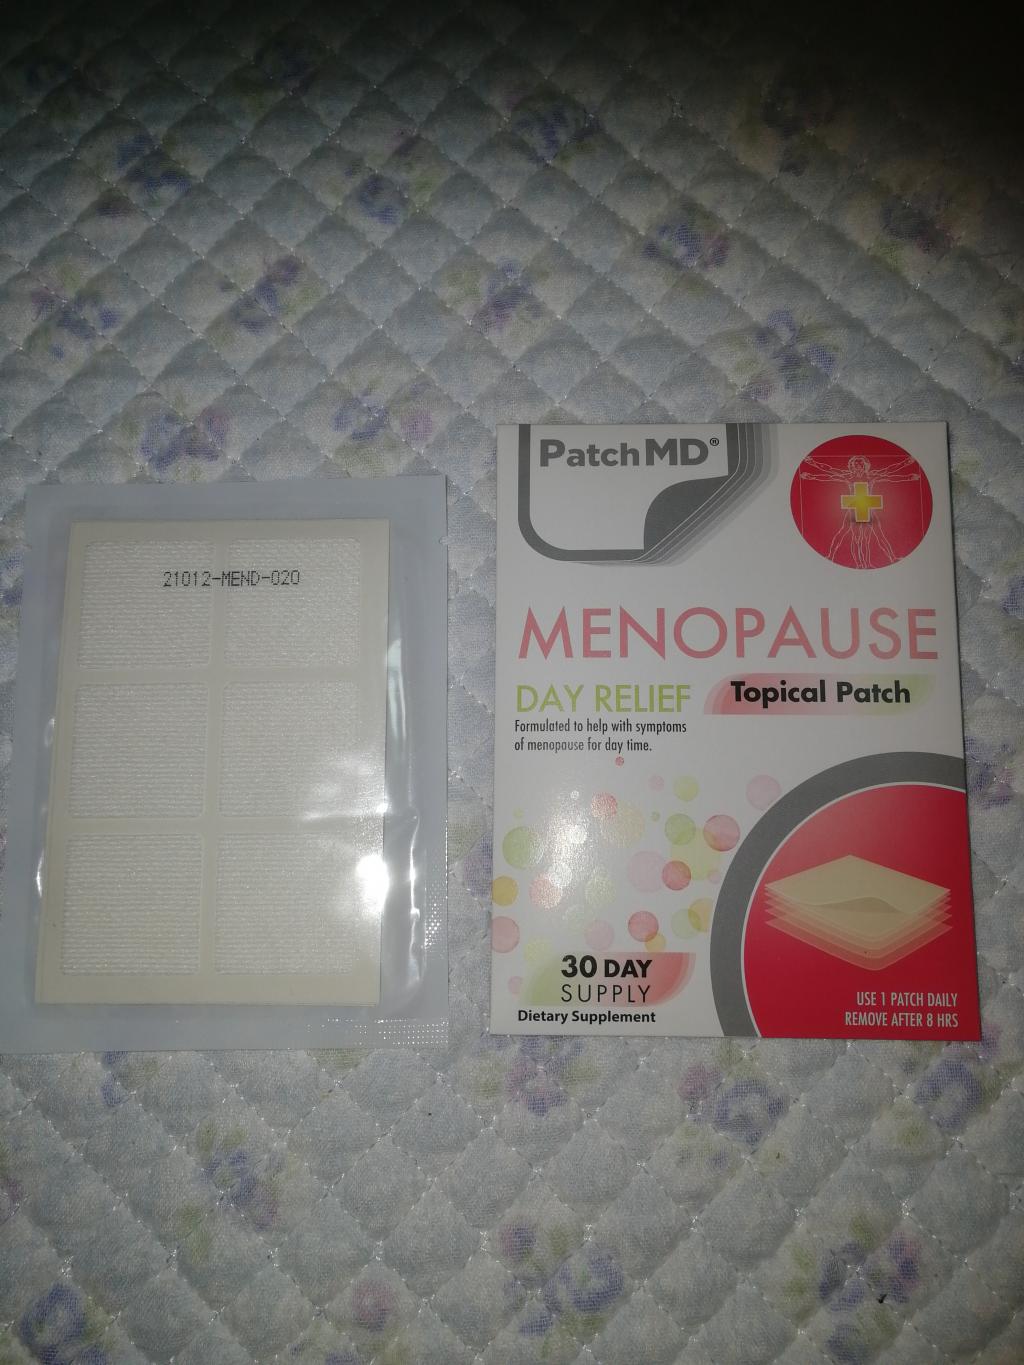 21012-MEND-020
PatchMD®
MENOPAUSE
DAY RELIEF
Topical Patch
Formulated to help with symptoms
of menopause for day time.
30 DAY
SUPPLY
Dietary Supplement
USE 1 PATCH DAILY
REMOVE AFTER 8 HRS